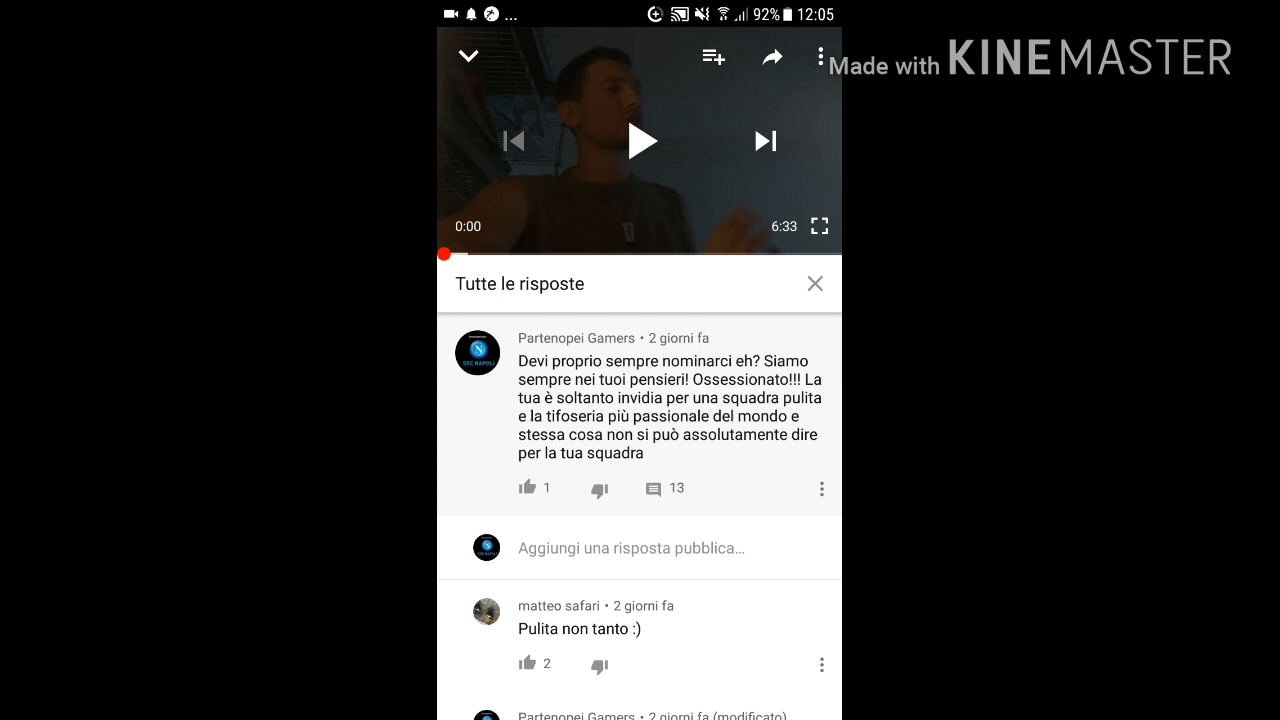 ... 92% 12:05
Made with KINEMASTER
0:00 6:33
Tutte le risposte
Partenopei Gamers • 2 giorni fa
Devi proprio sempre nominarci eh? Siamo
sempre nei tuoi pensieri! Ossessionato!!! La
tua è soltanto invidia per una squadra pulita
e la tifoseria più passionale del mondo e
stessa cosa non si può assolutamente dire
per la tua squadra
1 13
SSC NAPOLI
Aggiungi una risposta pubblica...
matteo safari • 2 giorni fa
Pulita non tanto :)
2
Partenopei Gamers • 2 giorni fa (modificato)